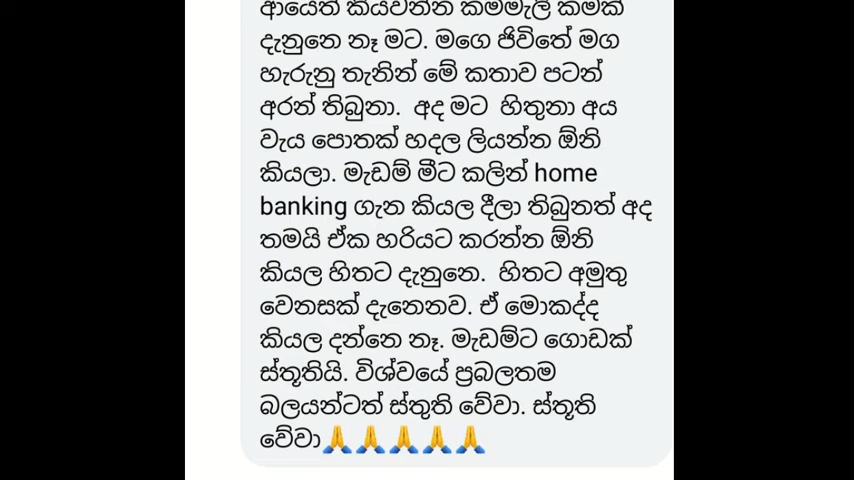 ආයෙත් කියවන්න කම්මැලි කමක්
දැනුනෙ නෑ මට. මගෙ ජිවිතේ මග
හැරුනු තැනින් මේ කතාව පටන්
අරන් තිබුනා. අද මට හිතුනා අය
වැය පොතක් හදල ලියන්න ඕනි
කියලා. මැඩම් මීට කලින් home
banking ගැන කියල දීලා තිබුනත් අද
තමයි ඒක හරියට කරන්න ඕනි
කියල හිතට දැනුනෙ. හිතට අමුතු
වෙනසක් දැනෙනව. ඒ මොකද්ද
කියල දන්නෙ නෑ. මැඩම්ට ගොඩක්
ස්තූතියි. විශ්වයේ ප්‍රබලතම
බලයන්ටත් ස්තුති වේවා. ස්තූති
වේවා🙏🙏🙏🙏🙏